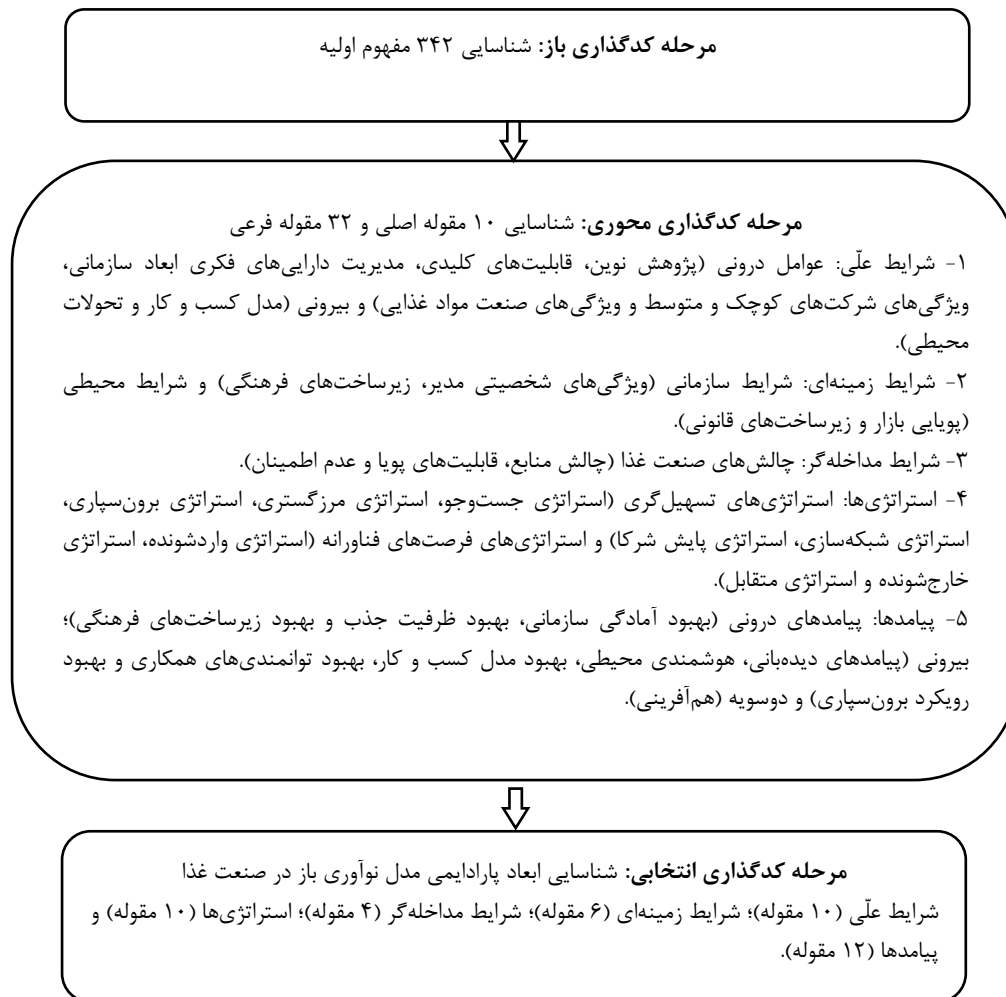 مرحله کدگذاری باز: شناسایی ۳۴۲ مفهوم اولیه
مرحله کدگذاری محوری: شناسایی ۱۰ مقوله اصلی و ۳۲ مقوله فرعی
۱- شرایط علّی: عوامل درونی (پژوهش نوین، قابلیت‌های کلیدی، مدیریت دارایی‌های فکری ابعاد سازمانی،
ویژگی‌های شرکت‌های کوچک و متوسط و ویژگی‌های صنعت مواد غذایی) و بیرونی (مدل کسب و کار و تحولات
محیطی).
۲- شرایط زمینه‌ای: شرایط سازمانی (ویژگی‌های شخصیتی مدیر، زیرساخت‌های فرهنگی) و شرایط محیطی
(پویایی بازار و زیرساخت‌های قانونی).
۳- شرایط مداخله‌گر: چالش‌های صنعت غذا (چالش منابع، قابلیت‌های پویا و عدم اطمینان).
۴- استراتژی‌ها: استراتژی‌های تسهیل‌گری (استراتژی جست‌وجو، استراتژی مرزگستری، استراتژی برون‌سپاری،
استراتژی شبکه‌سازی، استراتژی پایش شرکا) و استراتژی‌های فرصت‌های فناورانه (استراتژی واردشونده، استراتژی
خارج‌شونده و استراتژی متقابل).
۵- پیامدها: پیامدهای درونی (بهبود آمادگی سازمانی، بهبود ظرفیت جذب و بهبود زیرساخت‌های فرهنگی)؛
بیرونی (پیامدهای دیده‌بانی، هوشمندی محیطی، بهبود مدل کسب و کار، بهبود توانمندی‌های همکاری و بهبود
رویکرد برون‌سپاری) و دوسویه (هم‌آفرینی).
مرحله کدگذاری انتخابی: شناسایی ابعاد پارادایمی مدل نوآوری باز در صنعت غذا
شرایط علّی (۱۰ مقوله)؛ شرایط زمینه‌ای (۶ مقوله)؛ شرایط مداخله‌گر (۴ مقوله)؛ استراتژی‌ها (۱۰ مقوله) و
پیامدها (۱۲ مقوله).